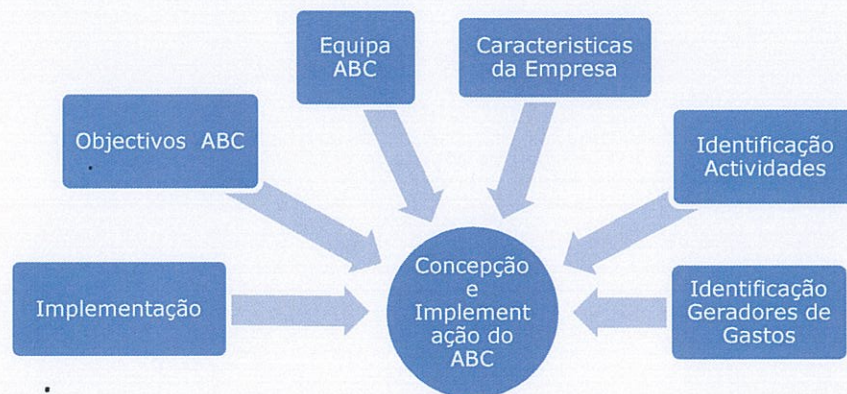 Equipa
ABC
Caracteristicas
da Empresa
Objectivos ABC
Identificação
Actividades
Concepção
e
Implement
ação do
ABC
Implementação
Identificação
Geradores de
Gastos